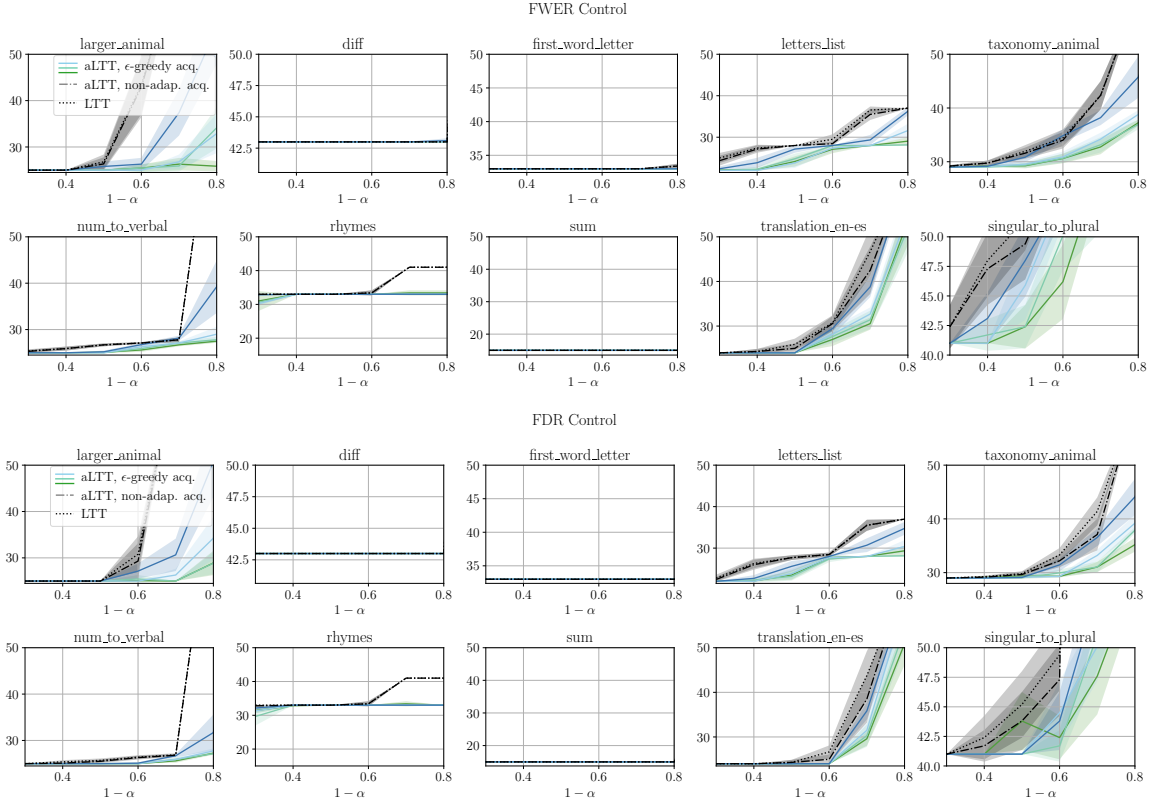 FWER Control
larger_animal
diff
first_word_letter
letters_list
taxonomy_animal
50
40
30
aLTT, ϵ-greedy acq.
aLTT, non-adap. acq.
LTT
0.4 0.6 0.8
1 − α
50.0
47.5
45.0
42.5
0.4 0.6 0.8
1 − α
50
45
40
35
0.4 0.6 0.8
1 − α
50
40
30
0.4 0.6 0.8
1 − α
50
40
30
0.4 0.6 0.8
1 − α
num_to_verbal
rhymes
sum
translation_en-es
singular_to_plural
50
40
30
0.4 0.6 0.8
1 − α
50
40
30
20
0.4 0.6 0.8
1 − α
50
40
30
20
0.4 0.6 0.8
1 − α
50
40
30
0.4 0.6 0.8
1 − α
50.0
47.5
45.0
42.5
40.0
0.4 0.6 0.8
1 − α
FDR Control
larger_animal
diff
first_word_letter
letters_list
taxonomy_animal
50
40
30
aLTT, ϵ-greedy acq.
aLTT, non-adap. acq.
LTT
0.4 0.6 0.8
1 − α
50.0
47.5
45.0
42.5
0.4 0.6 0.8
1 − α
50
45
40
35
0.4 0.6 0.8
1 − α
50
40
30
0.4 0.6 0.8
1 − α
50
40
30
0.4 0.6 0.8
1 − α
num_to_verbal
rhymes
sum
translation_en-es
singular_to_plural
50
40
30
0.4 0.6 0.8
1 − α
50
40
30
20
0.4 0.6 0.8
1 − α
50
40
30
20
0.4 0.6 0.8
1 − α
50
40
30
0.4 0.6 0.8
1 − α
50.0
47.5
45.0
42.5
40.0
0.4 0.6 0.8
1 − α